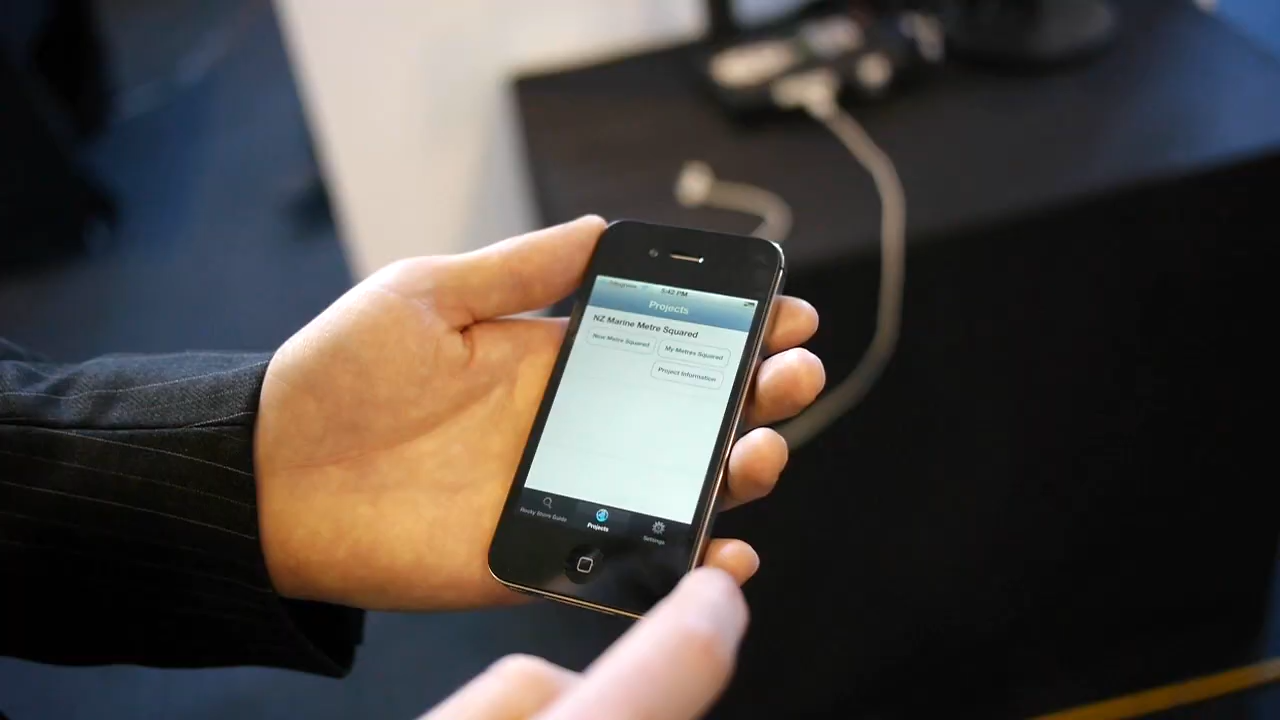 5:42 PM
Projects
NZ Marine Metre Squared
New Metre Squared
My Metres Squared
Project Information
Rocky Shore Guide
Projects
Settings